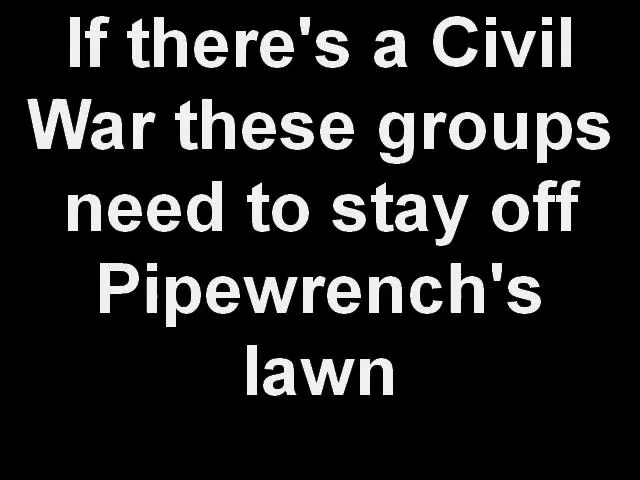 If there's a Civil
War these groups
need to stay off
Pipewrench's
lawn